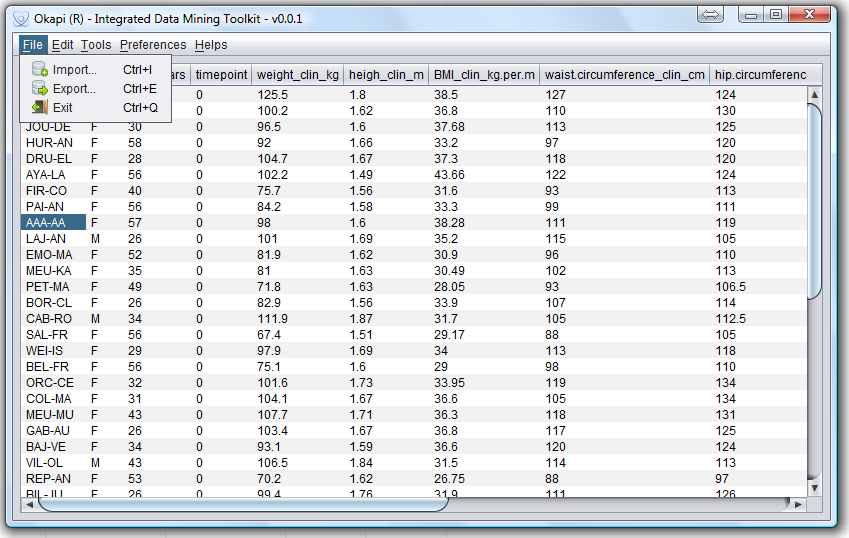 Okapi (R) - Integrated Data Mining Toolkit - v0.0.1
File Edit Tools Preferences Helps
Import... Ctrl+I
Export... Ctrl+E
Exit Ctrl+Q
ars timepoint weight_clin_kg heigh_clin_m BMI_clin_kg.per.m waist.circumference_clin_cm hip.circumferenc
0 125.5 1.8 38.5 127 124
0 100.2 1.62 36.8 110 130
JOU-DE F 30 0 96.5 1.6 37.68 113 125
HUR-AN F 58 0 92 1.66 33.2 97 120
DRU-EL F 28 0 104.7 1.67 37.3 118 120
AYA-LA F 56 0 102.2 1.49 43.66 122 124
FIR-CO F 40 0 75.7 1.56 31.6 93 113
PAI-AN F 56 0 84.2 1.58 33.3 99 111
AAA-AA F 57 0 98 1.6 38.28 111 119
LAJ-AN M 26 0 101 1.69 35.2 115 105
EMO-MA F 52 0 81.9 1.62 30.9 96 110
MEU-KA F 35 0 81 1.63 30.49 102 113
PET-MA F 49 0 71.8 1.63 28.05 93 106.5
BOR-CL F 26 0 82.9 1.56 33.9 107 114
CAB-RO M 34 0 111.9 1.87 31.7 105 112.5
SAL-FR F 56 0 67.4 1.51 29.17 88 105
WEI-IS F 29 0 97.9 1.69 34 113 118
BEL-FR F 56 0 75.1 1.6 29 98 110
ORC-CE F 32 0 101.6 1.73 33.95 119 134
COL-MA F 31 0 104.1 1.67 36.6 105 134
MEU-MU F 43 0 107.7 1.71 36.3 118 131
GAB-AU F 26 0 103.4 1.67 36.8 117 125
BAJ-VE F 34 0 93.1 1.59 36.6 120 124
VIL-OL M 43 0 106.5 1.84 31.5 114 113
REP-AN F 53 0 70.2 1.62 26.75 88 97
BIL-JU F 26 0 99.4 1.76 31.9 111 126